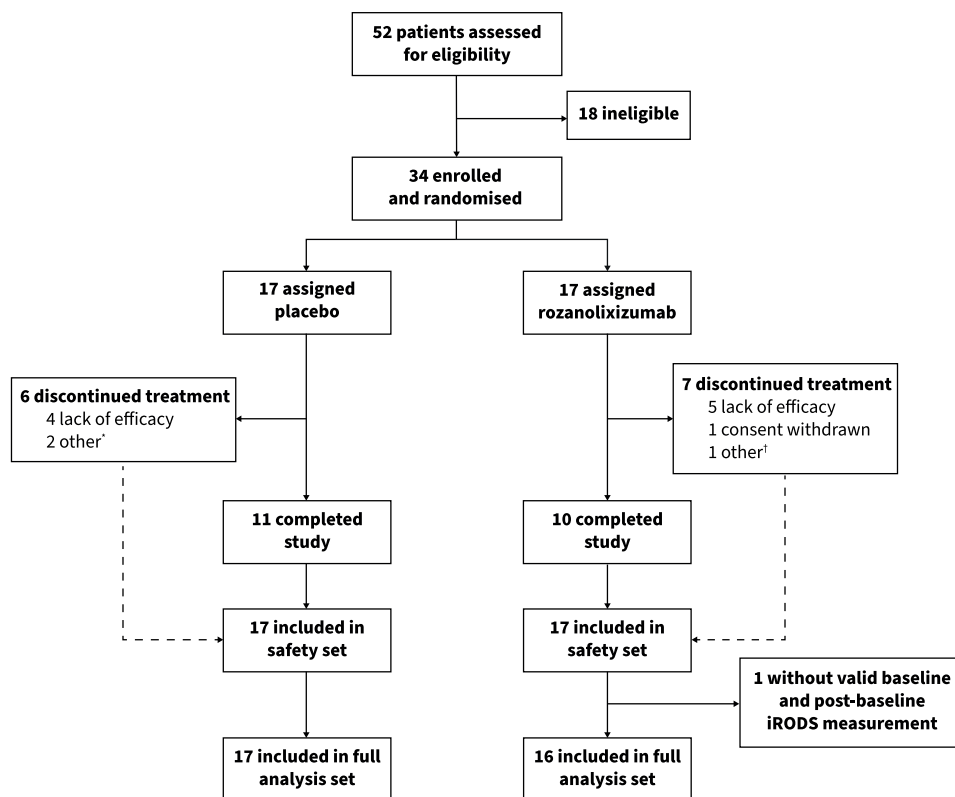 52 patients assessed
for eligibility
18 ineligible
34 enrolled
and randomised
17 assigned
placebo
17 assigned
rozanolixizumab
6 discontinued treatment
4 lack of efficacy
2 other*
7 discontinued treatment
5 lack of efficacy
1 consent withdrawn
1 other†
11 completed
study
10 completed
study
17 included in
safety set
17 included in
safety set
1 without valid baseline
and post-baseline
iRODS measurement
17 included in full
analysis set
16 included in full
analysis set